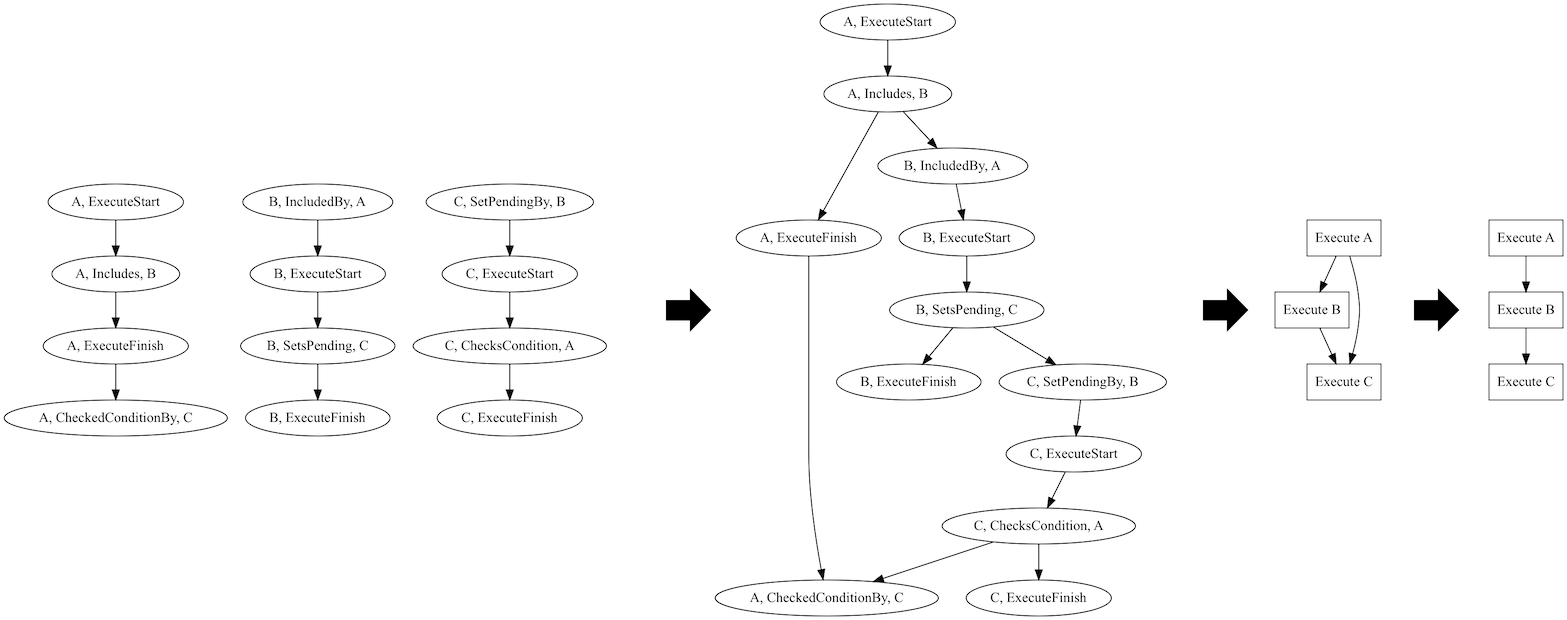 A, ExecuteStart
A, Includes, B
A, ExecuteFinish
A, CheckedConditionBy, C
B, IncludedBy, A
B, ExecuteStart
B, SetsPending, C
B, ExecuteFinish
C, SetPendingBy, B
C, ExecuteStart
C, ChecksCondition, A
C, ExecuteFinish
A, ExecuteStart
A, Includes, B
B, IncludedBy, A
A, ExecuteFinish
B, ExecuteStart
B, SetsPending, C
B, ExecuteFinish
C, SetPendingBy, B
C, ExecuteStart
C, ChecksCondition, A
A, CheckedConditionBy, C
C, ExecuteFinish
Execute A
Execute B
Execute C
Execute A
Execute B
Execute C